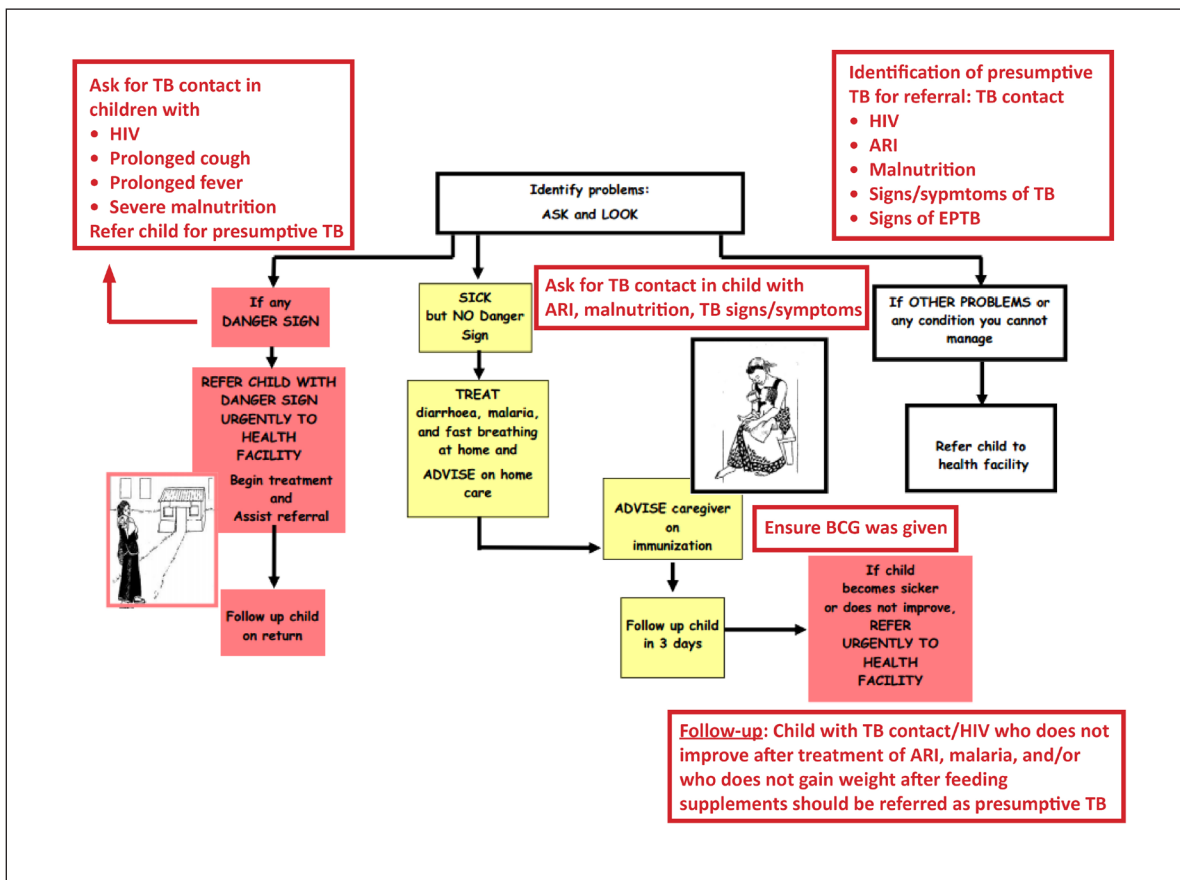 Ask for TB contact in
children with
• HIV
• Prolonged cough
• Prolonged fever
• Severe malnutrition
Refer child for presumptive TB
Identification of presumptive
TB for referral: TB contact
• HIV
• ARI
• Malnutrition
• Signs/sypmtoms of TB
• Signs of EPTB
Identify problems:
ASK and LOOK
If any
DANGER SIGN
SICK
but NO Danger
Sign
Ask for TB contact in child with
ARI, malnutrition, TB signs/symptoms
If OTHER PROBLEMS or
any condition you cannot
manage
REFER CHILD WITH
DANGER SIGN
URGENTLY TO
HEALTH
FACILITY
Begin treatment
and
Assist referral
TREAT
diarrhoea, malaria,
and fast breathing
at home and
ADVISE on home
care
Refer child to
health facility
ADVISE caregiver
on
immunization
Ensure BCG was given
Follow up child
on return
Follow up child
in 3 days
If child
becomes sicker
or does not improve,
REFER
URGENTLY TO
HEALTH
FACILITY
Follow-up: Child with TB contact/HIV who does not
improve after treatment of ARI, malaria, and/or
who does not gain weight after feeding
supplements should be referred as presumptive TB